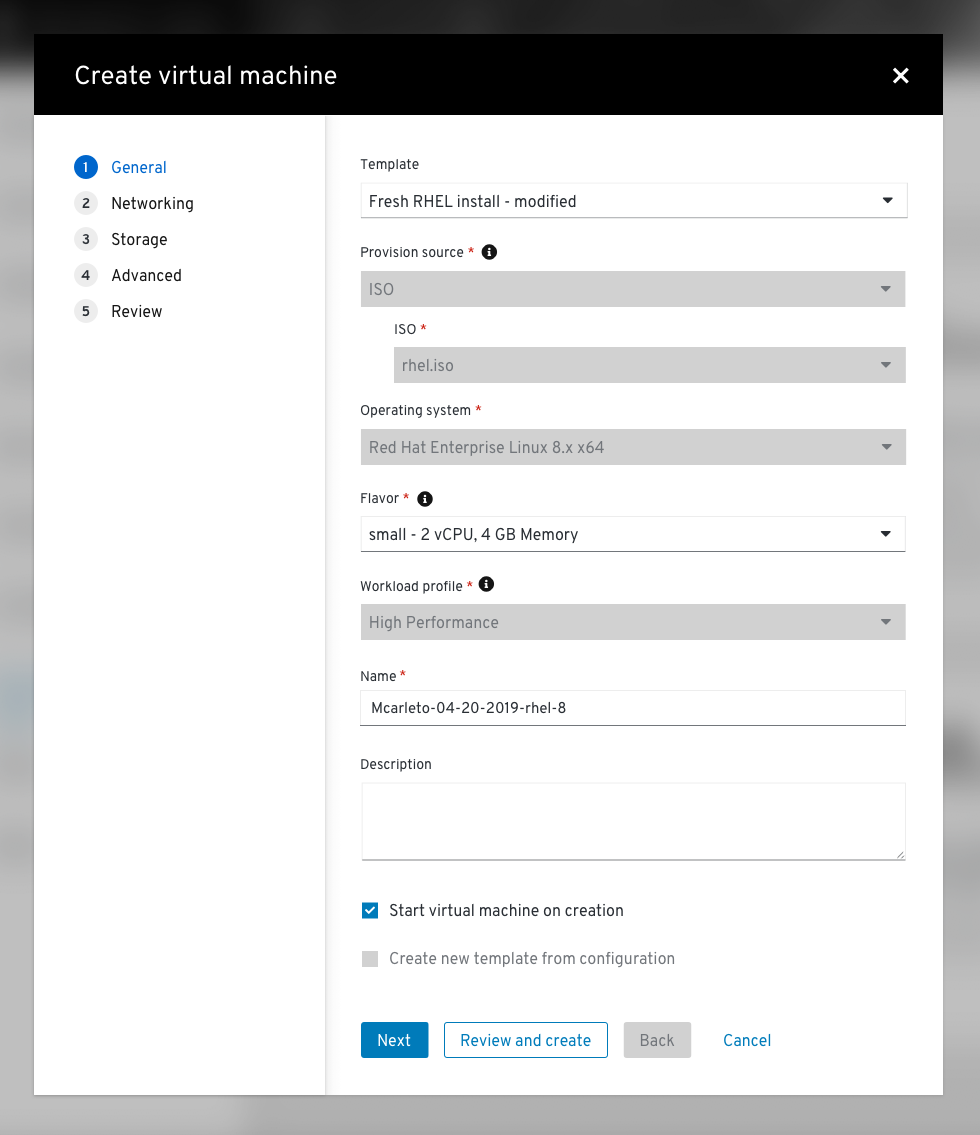 Create virtual machine
1 General
2 Networking
3 Storage
4 Advanced
5 Review
Template
Fresh RHEL install - modified
Provision source *
ISO
ISO *
rhel.iso
Operating system *
Red Hat Enterprise Linux 8.x x64
Flavor *
small - 2 vCPU, 4 GB Memory
Workload profile *
High Performance
Name *
Mcarleto-04-20-2019-rhel-8
Description
Start virtual machine on creation
Create new template from configuration
Next Review and create Back Cancel